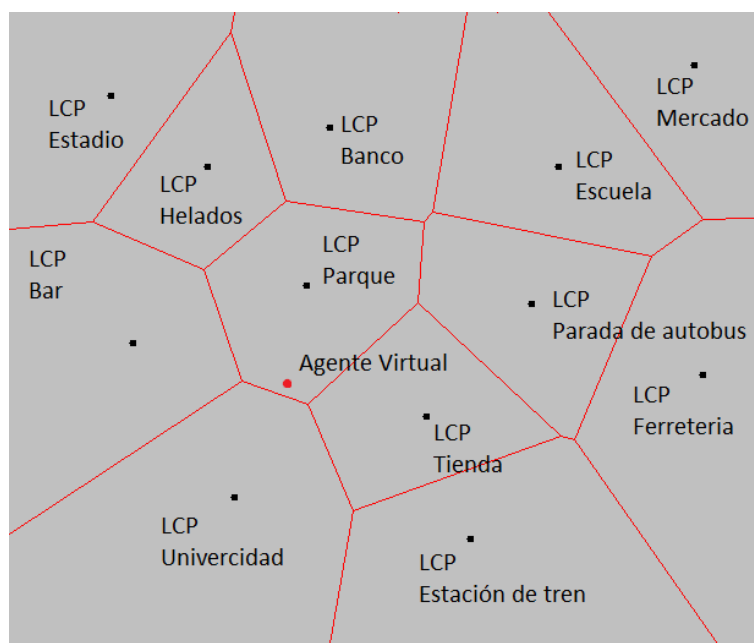 LCP
Estadio
LCP
Helados
LCP
Banco
LCP
Escuela
LCP
Mercado
LCP
Bar
LCP
Parque
LCP
Parada de autobus
Agente Virtual
LCP
Ferreteria
LCP
Tienda
LCP
Univercidad
LCP
Estación de tren